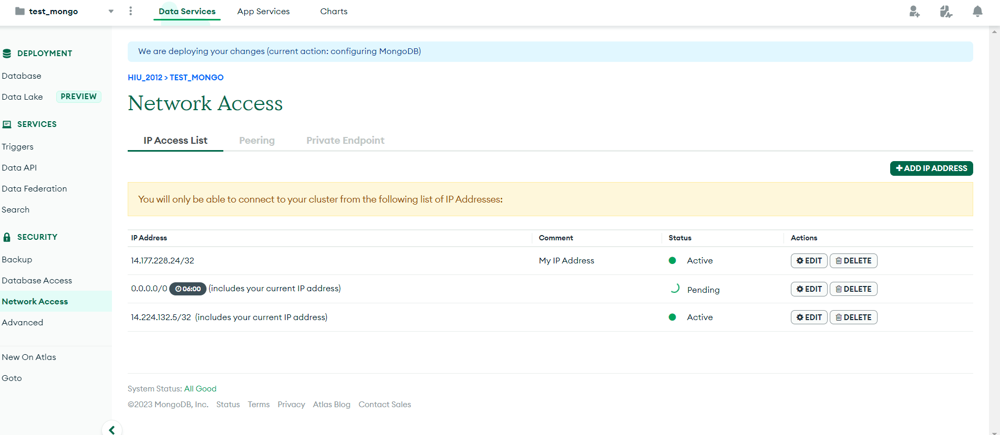 test_mongo
Data Services
App Services
Charts
DEPLOYMENT
Database
Data Lake PREVIEW
SERVICES
Triggers
Data API
Data Federation
Search
SECURITY
Backup
Database Access
Network Access
Advanced
New On Atlas
Goto
We are deploying your changes (current action: configuring MongoDB)
HIU_2012 > TEST_MONGO
Network Access
IP Access List
Peering
Private Endpoint
ADD IP ADDRESS
You will only be able to connect to your cluster from the following list of IP Addresses:
IP Address Comment Status Actions
14.177.228.24/32 My IP Address Active EDIT DELETE
0.0.0.0/0 06:00 (includes your current IP address) Pending EDIT DELETE
14.224.132.5/32 (includes your current IP address) Active EDIT DELETE
System Status: All Good
©2023 MongoDB, Inc. Status Terms Privacy Atlas Blog Contact Sales